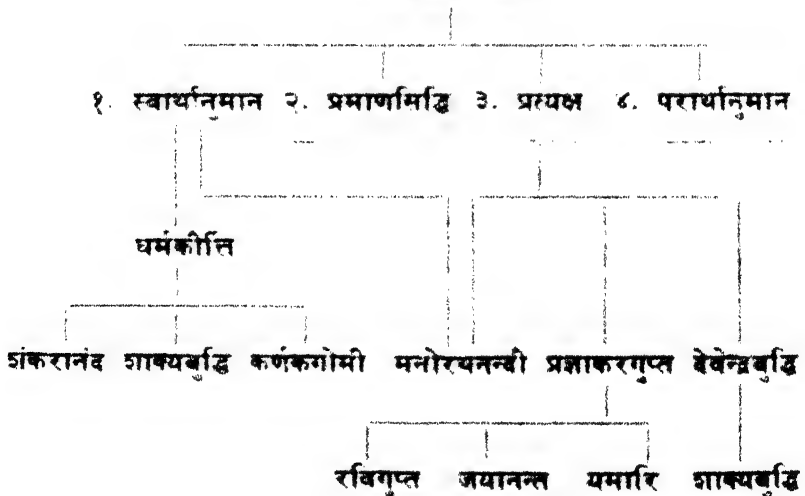 १. स्वार्थानुमान २. प्रमाणसिद्धि ३. प्रत्यक्ष ४. परार्थानुमान
धर्मकीर्त्ति
शंकरानंद शाक्यबुद्धि कर्णकगोमी मनोरथनन्दी प्रज्ञाकरगुप्त देवेन्द्रबुद्धि
रविगुप्त जयानन्त यमारि शाक्यबुद्धि